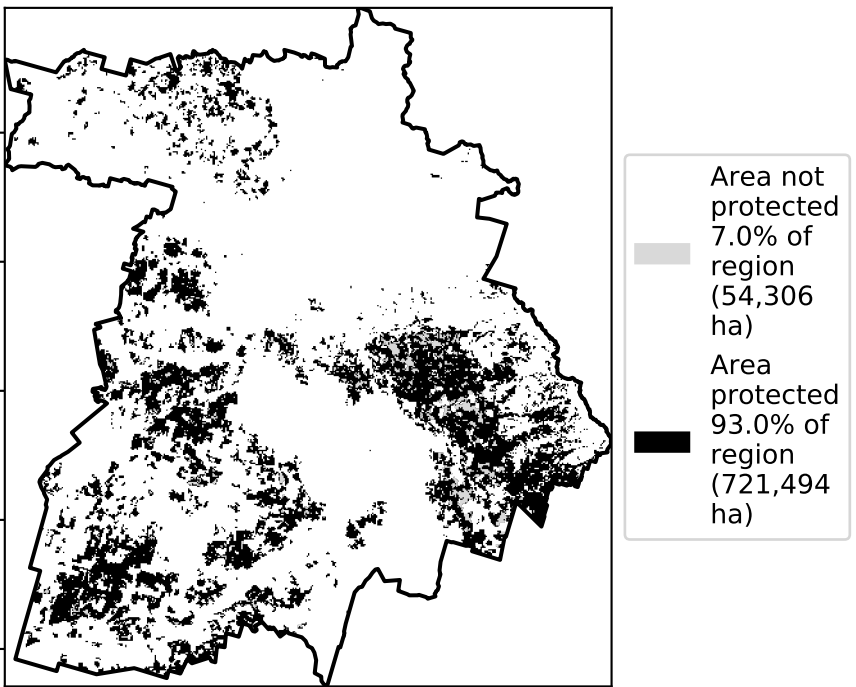 Area not
protected
7.0% of
region
(54,306
ha)
Area
protected
93.0% of
region
(721,494
ha)